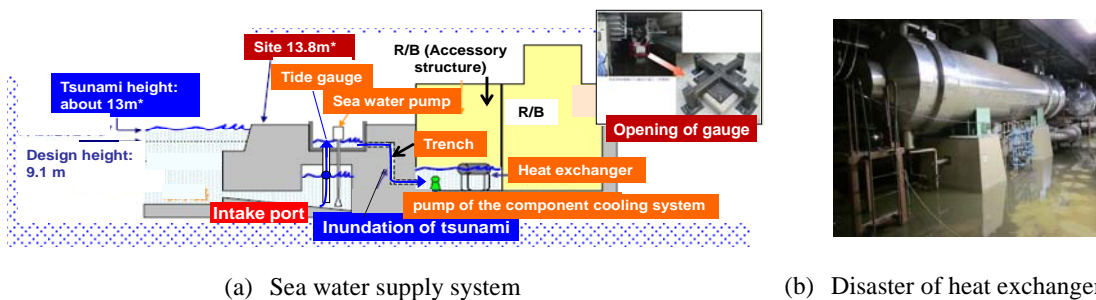 Site 13.8m*
R/B (Accessory
structure)
Tsunami height:
about 13m*
Tide gauge
Sea water pump
R/B
Opening of gauge
Trench
Design height:
9.1 m
Heat exchanger
Intake port
pump of the component cooling system
Inundation of tsunami
(a) Sea water supply system
(b) Disaster of heat exchanger